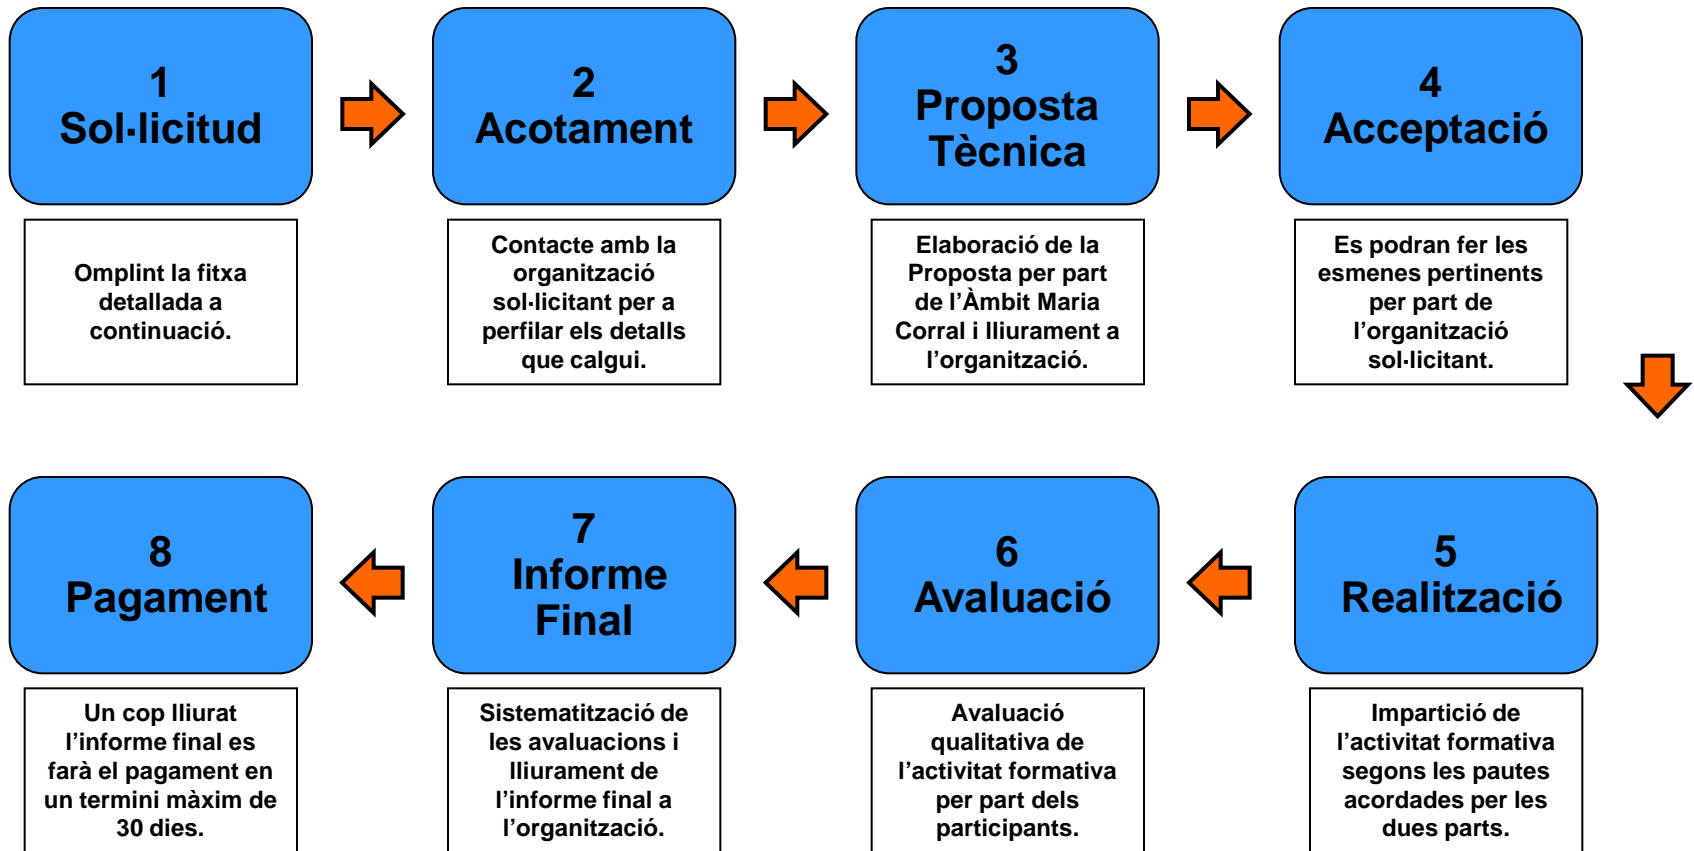 1
Sol·licitud
Omplint la fitxa
detallada a
continuació.
2
Acotament
Contacte amb la
organització
sol·licitant per a
perfilar els detalls
que calgui.
3
Proposta
Tècnica
Elaboració de la
Proposta per part
de l’Àmbit Maria
Corral i lliurament a
l’organització.
4
Acceptació
Es podran fer les
esmenes pertinents
per part de
l’organització
sol·licitant.
5
Realització
Impartició de
l’activitat formativa
segons les pautes
acordades per les
dues parts.
6
Avaluació
Avaluació
qualitativa de
l’activitat formativa
per part dels
participants.
7
Informe
Final
Sistematització de
les avaluacions i
lliurament de
l’informe final a
l’organització.
8
Pagament
Un cop lliurat
l’informe final es
farà el pagament en
un termini màxim de
30 dies.